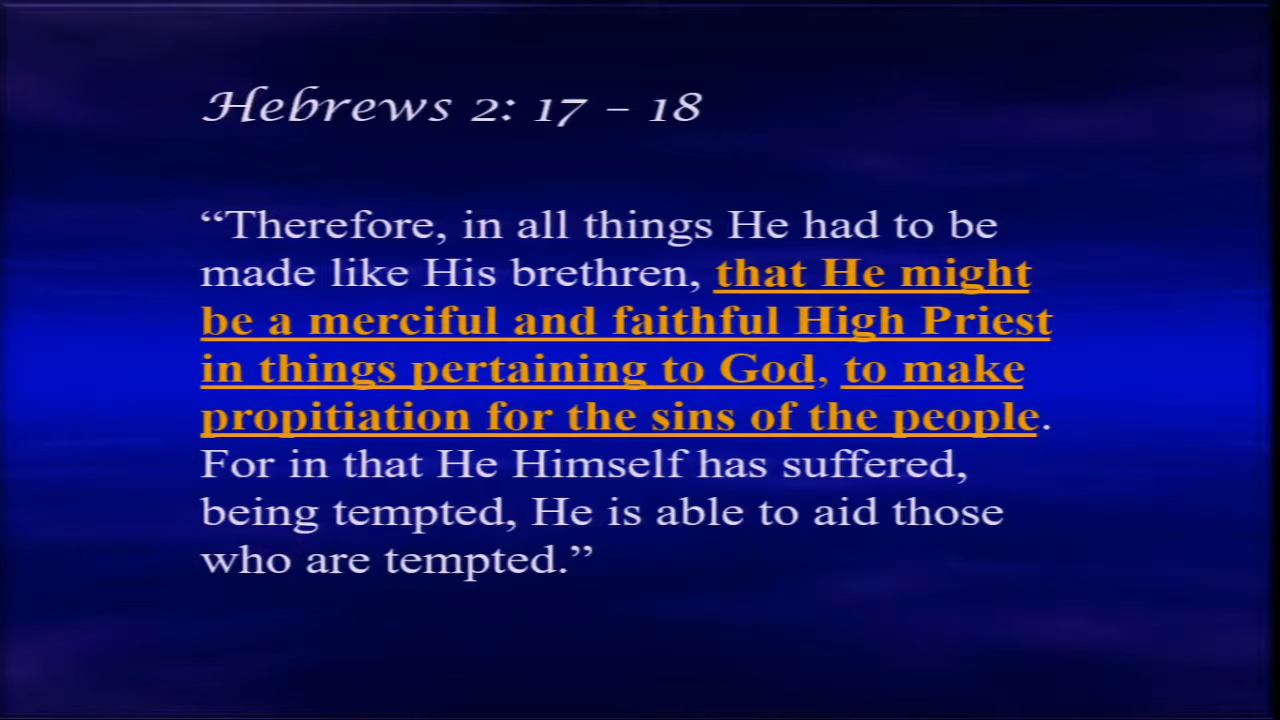 Hebrews 2: 17 – 18
“Therefore, in all things He had to be
made like His brethren, that He might
be a merciful and faithful High Priest
in things pertaining to God, to make
propitiation for the sins of the people.
For in that He Himself has suffered,
being tempted, He is able to aid those
who are tempted.”